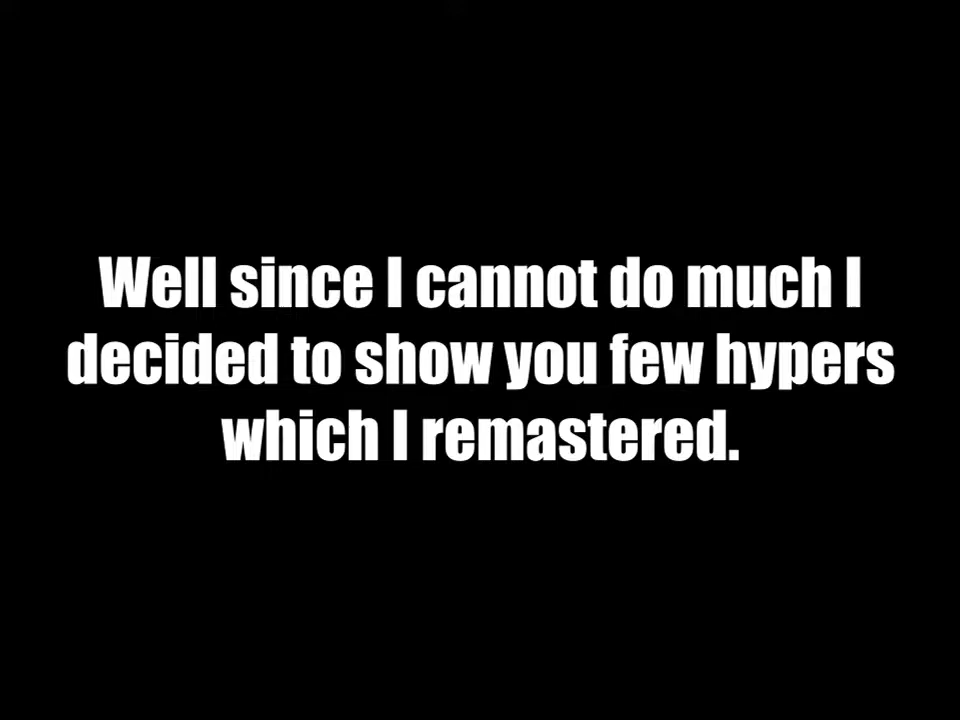 Well since I cannot do much I
decided to show you few hypers
which I remastered.